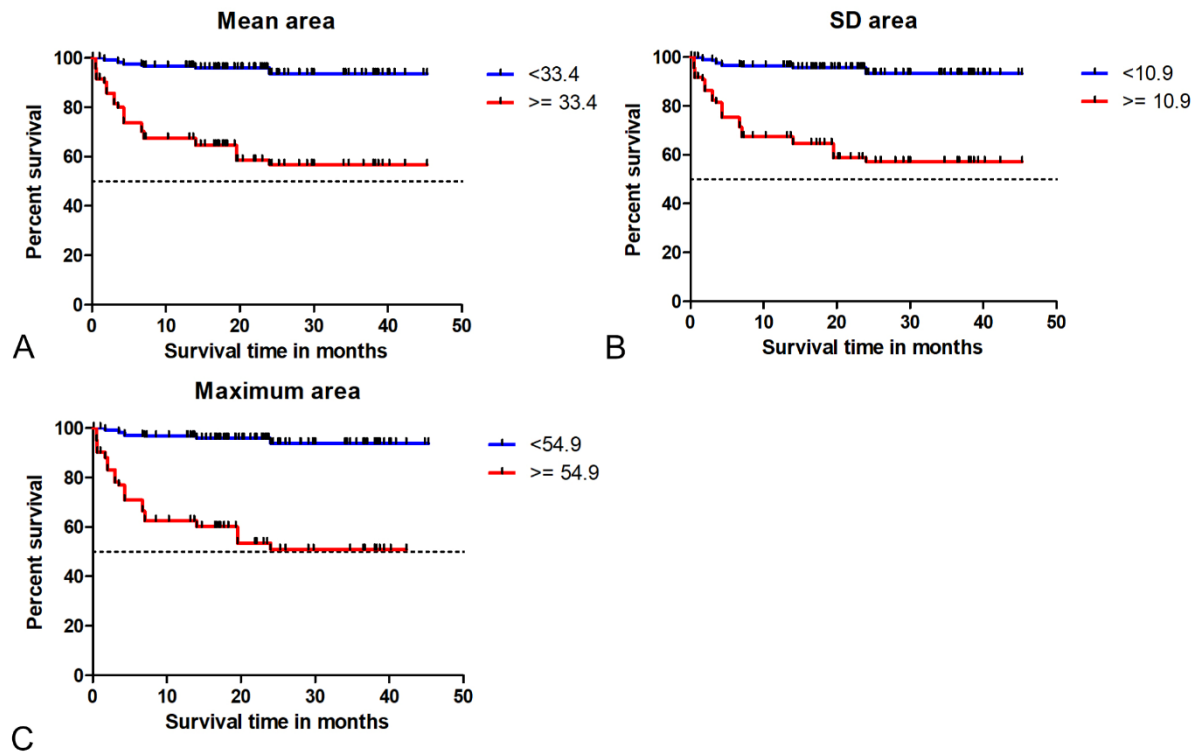 Mean area
Percent survival
100
80
60
40
20
0
0 10 20 30 40 50
Survival time in months
<33.4
>= 33.4
A
SD area
Percent survival
100
80
60
40
20
0
0 10 20 30 40 50
Survival time in months
<10.9
>= 10.9
B
Maximum area
Percent survival
100
80
60
40
20
0
0 10 20 30 40 50
Survival time in months
<54.9
>= 54.9
C